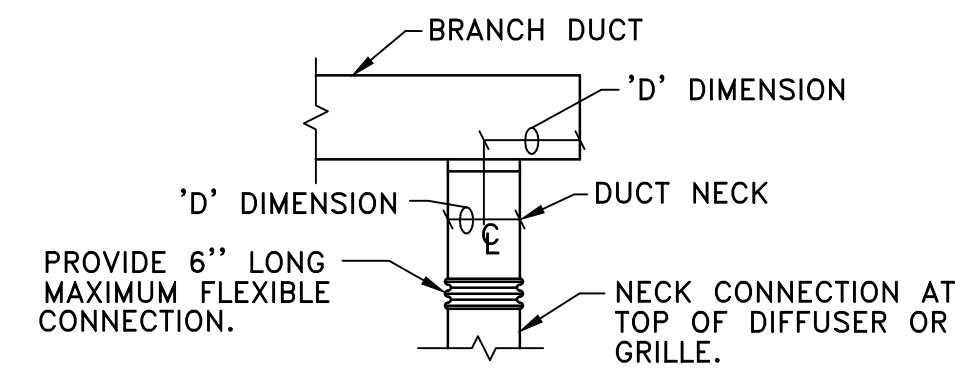 BRANCH DUCT
'D' DIMENSION
'D' DIMENSION
DUCT NECK
℄
PROVIDE 6'' LONG
MAXIMUM FLEXIBLE
CONNECTION.
NECK CONNECTION AT
TOP OF DIFFUSER OR
GRILLE.